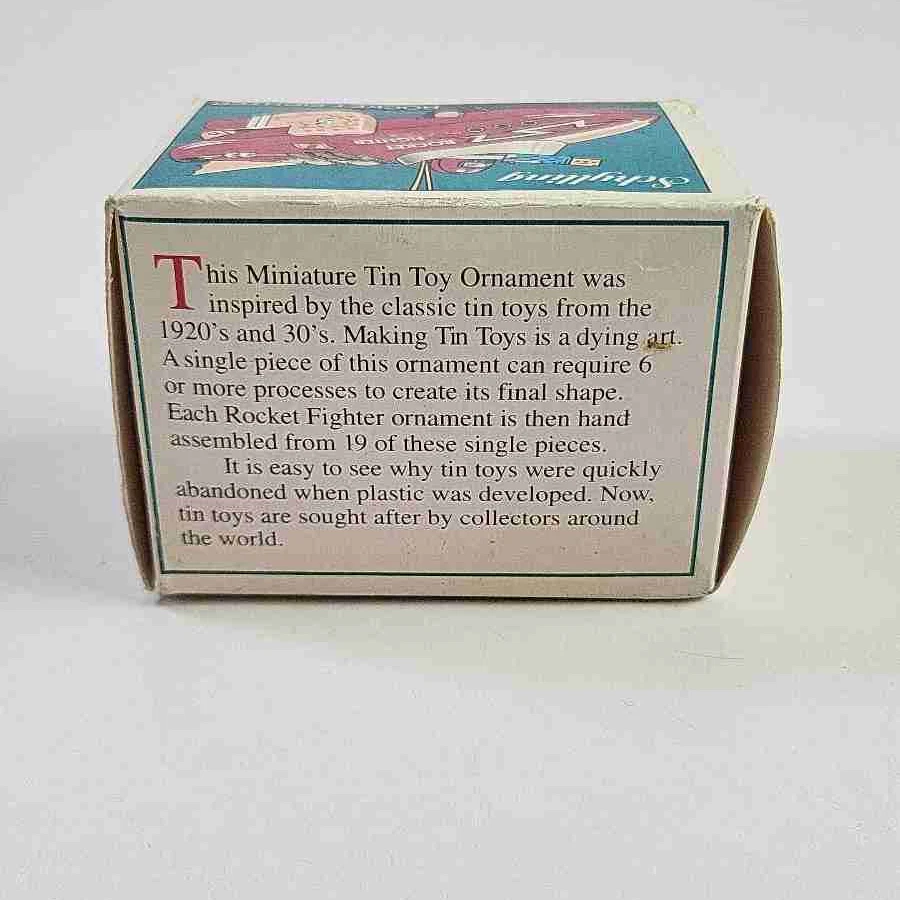 Schylling
ROCKET FIGHTER
This Miniature Tin Toy Ornament was
inspired by the classic tin toys from the
1920's and 30's. Making Tin Toys is a dying art.
A single piece of this ornament can require 6
or more processes to create its final shape.
Each Rocket Fighter ornament is then hand
assembled from 19 of these single pieces.
It is easy to see why tin toys were quickly
abandoned when plastic was developed. Now,
tin toys are sought after by collectors around
the world.